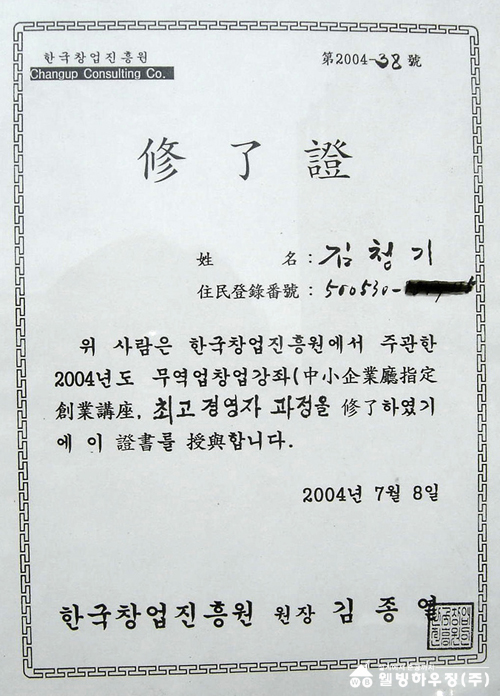 한국창업진흥원
Changup Consulting Co.
第2004-38 號
修了證
姓 名 : 김청기
住民登錄番號 : 500530-
위 사람은 한국창업진흥원에서 주관한
2004년도 무역업창업강좌(中小企業廳指定
創業講座, 최고 경영자 과정을 修了하였기
에 이 證書를 授與합니다.
2004년 7월 8일
한국창업진흥원 원장 김종열
웰빙하우징(주)